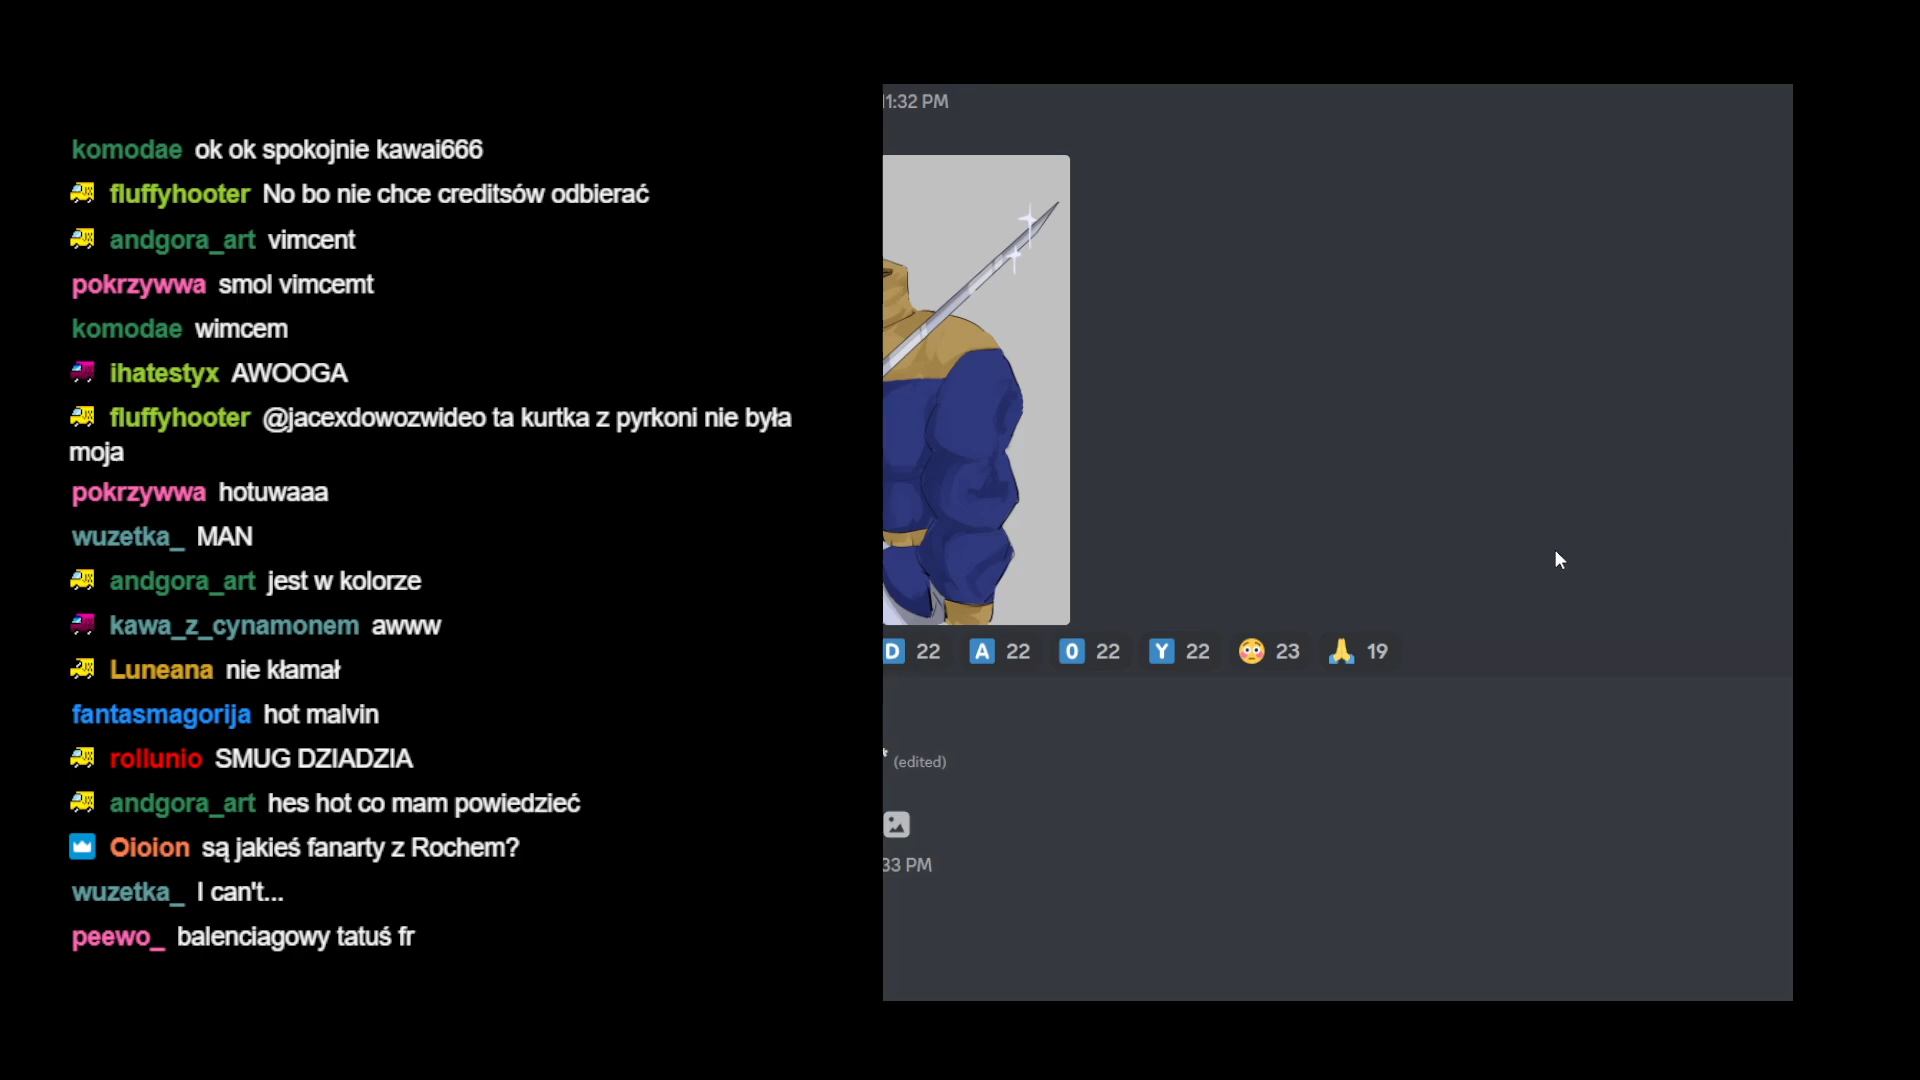 komodae ok ok spokojnie kawai666
fluffyhooter No bo nie chce creditsów odbierać
andgora_art vimcent
pokrzywwa smol vimcemt
komodae wimcem
ihatestyx AWOOGA
fluffyhooter @jacexdowozwideo ta kurtka z pyrkoni nie była
moja
pokrzywwa hotuwaaa
wuzetka_ MAN
andgora_art jest w kolorze
kawa_z_cynamonem awww
Luneana nie kłamał
fantasmagorija hot malvin
rollunio SMUG DZIADZIA
andgora_art hes hot co mam powiedzieć
Oioion są jakieś fanarty z Rochem?
wuzetka_ I can't...
peewo_ balenciagowy tatuś fr
11:32 PM
D 22 A 22 O 22 Y 22 23 19
* (edited)
33 PM